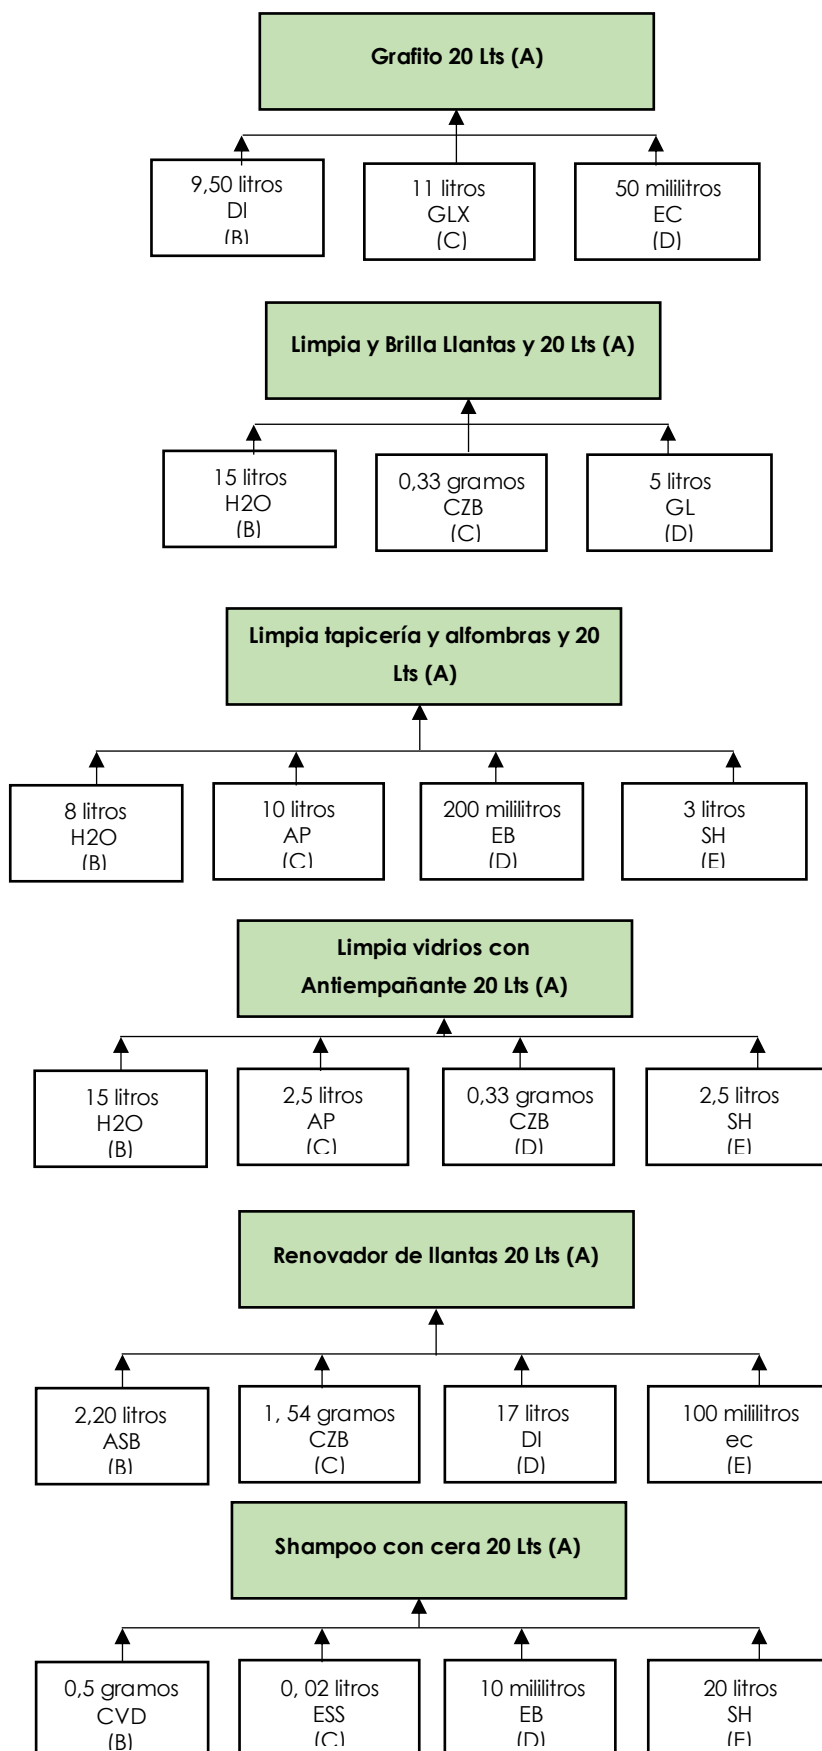 Grafito 20 Lts (A)
9,50 litros
DI
(B)
11 litros
GLX
(C)
50 mililitros
EC
(D)
Limpia y Brilla Llantas y 20 Lts (A)
15 litros
H2O
(B)
0,33 gramos
CZB
(C)
5 litros
GL
(D)
Limpia tapicería y alfombras y 20
Lts (A)
8 litros
H2O
(B)
10 litros
AP
(C)
200 mililitros
EB
(D)
3 litros
SH
(E)
Limpia vidrios con
Antiempañante 20 Lts (A)
15 litros
H2O
(B)
2,5 litros
AP
(C)
0,33 gramos
CZB
(D)
2,5 litros
SH
(E)
Renovador de llantas 20 Lts (A)
2,20 litros
ASB
(B)
1, 54 gramos
CZB
(C)
17 litros
DI
(D)
100 mililitros
ec
(E)
Shampoo con cera 20 Lts (A)
0,5 gramos
CVD
(B)
0, 02 litros
ESS
(C)
10 mililitros
EB
(D)
20 litros
SH
(E)